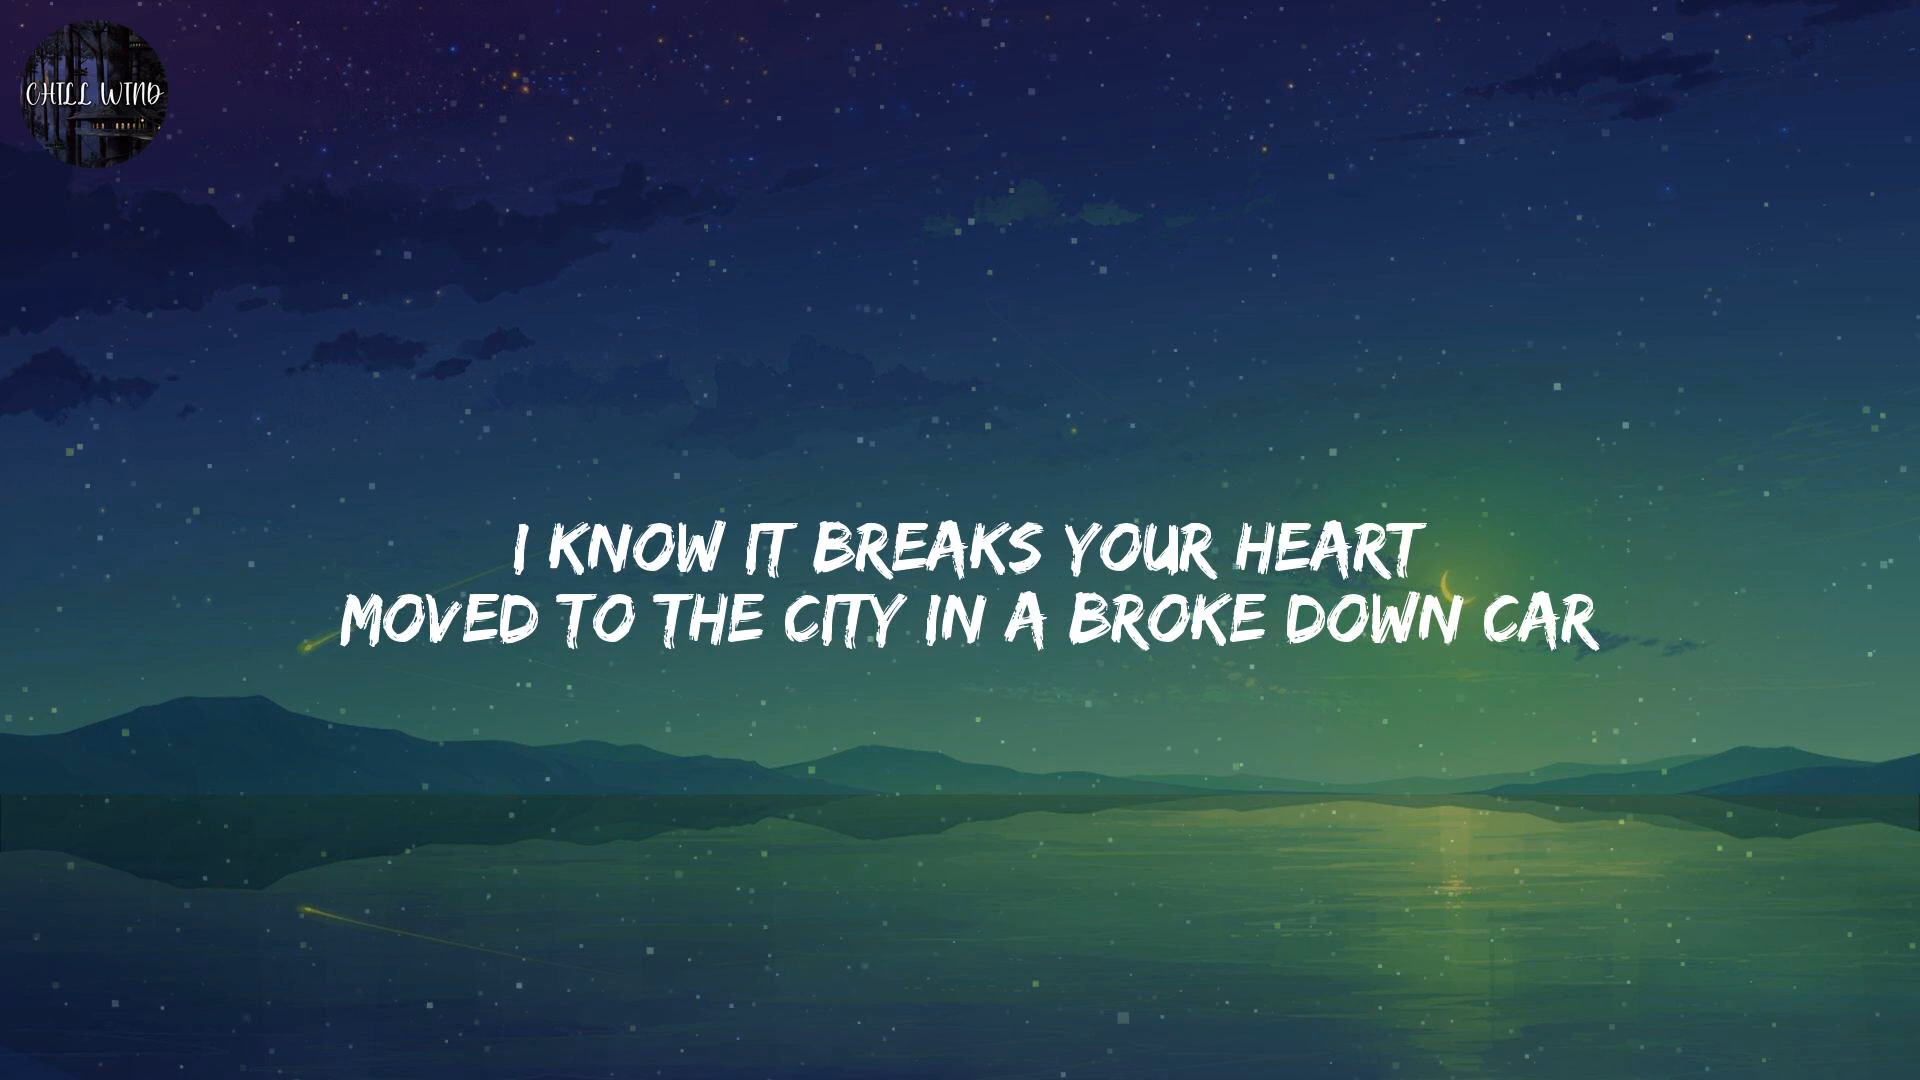 CHILL WIND
I KNOW IT BREAKS YOUR HEART
MOVED TO THE CITY IN A BROKE DOWN CAR